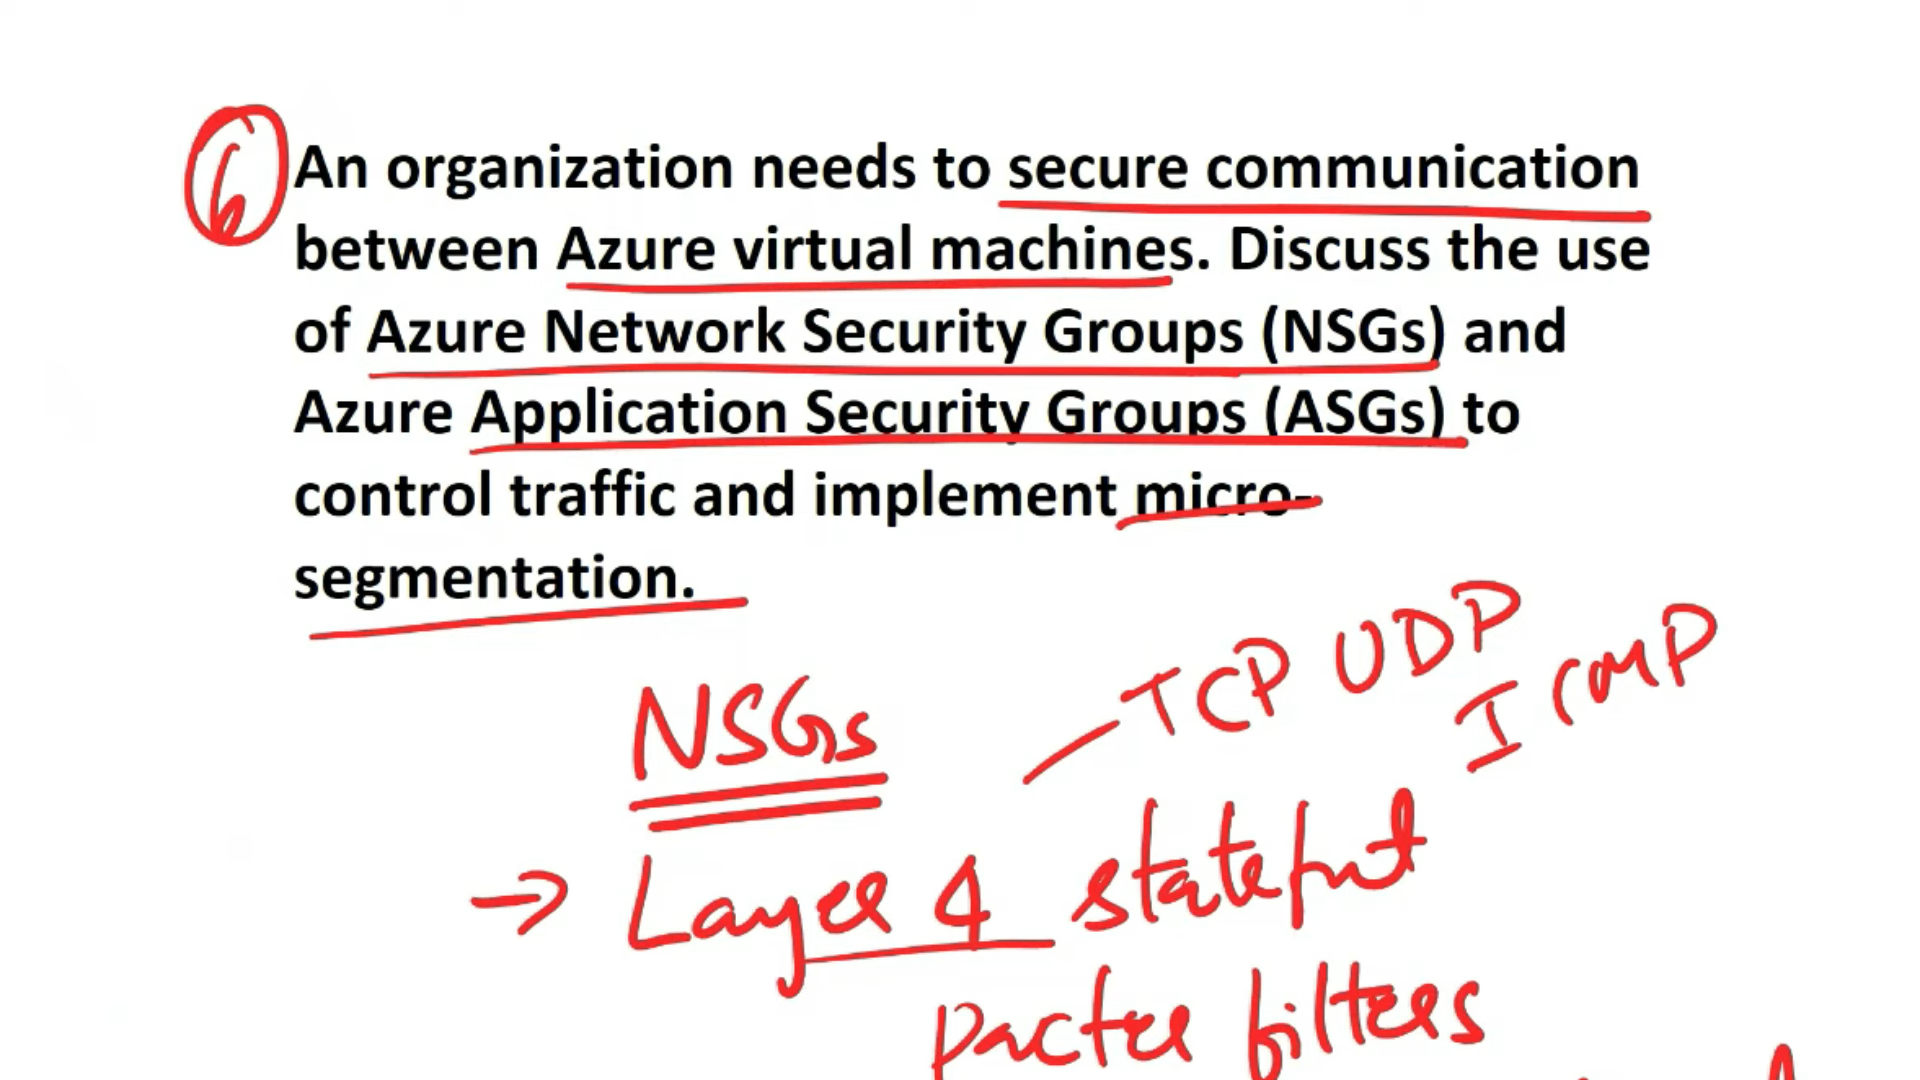 6
An organization needs to secure communication
between Azure virtual machines. Discuss the use
of Azure Network Security Groups (NSGs) and
Azure Application Security Groups (ASGs) to
control traffic and implement micro-
segmentation.
TCP UDP
ICMP
NSGs
→ Layer 4 stateful
filters